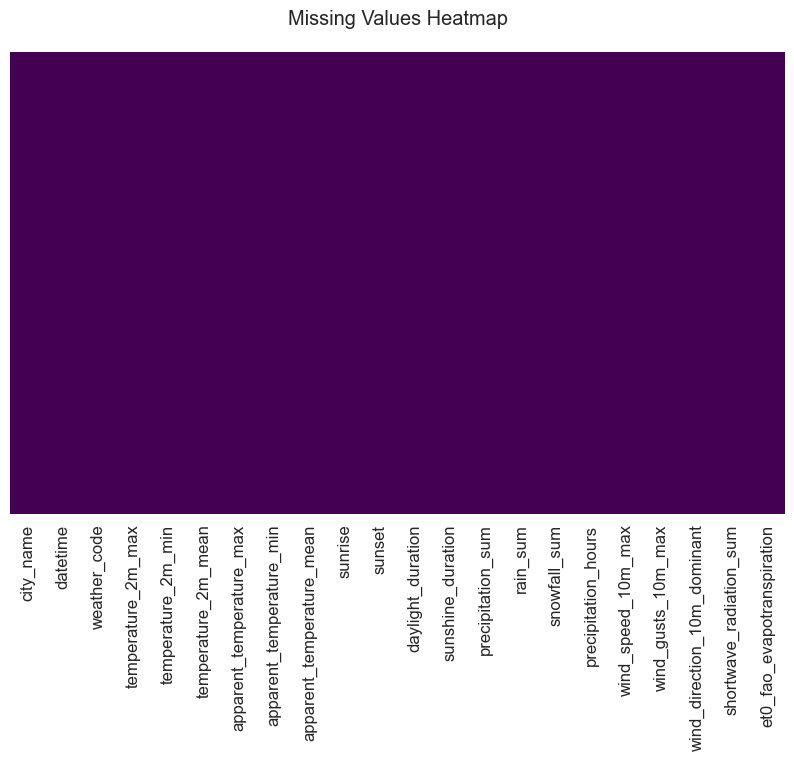 Missing Values Heatmap
city_name
datetime
weather_code
temperature_2m_max
temperature_2m_min
temperature_2m_mean
apparent_temperature_max
apparent_temperature_min
apparent_temperature_mean
sunrise
sunset
daylight_duration
sunshine_duration
precipitation_sum
rain_sum
snowfall_sum
precipitation_hours
wind_speed_10m_max
wind_gusts_10m_max
wind_direction_10m_dominant
shortwave_radiation_sum
et0_fao_evapotranspiration